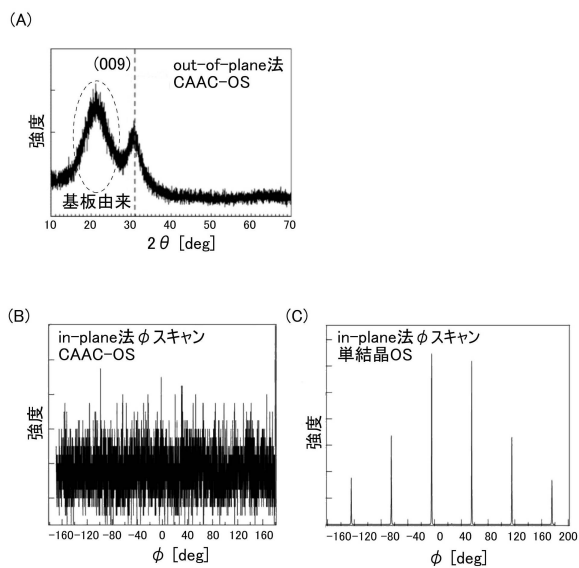 (A)
(009)
out-of-plane法
CAAC-OS
強度
基板由来
10 20 30 40 50 60 70
2θ [deg]
(B)
in-plane法φスキャン
CAAC-OS
強度
-160-120 -80 -40 0 40 80 120 160
φ [deg]
(C)
in-plane法φスキャン
単結晶OS
強度
-160-120 -80 -40 0 40 80 120 160 200
φ [deg]